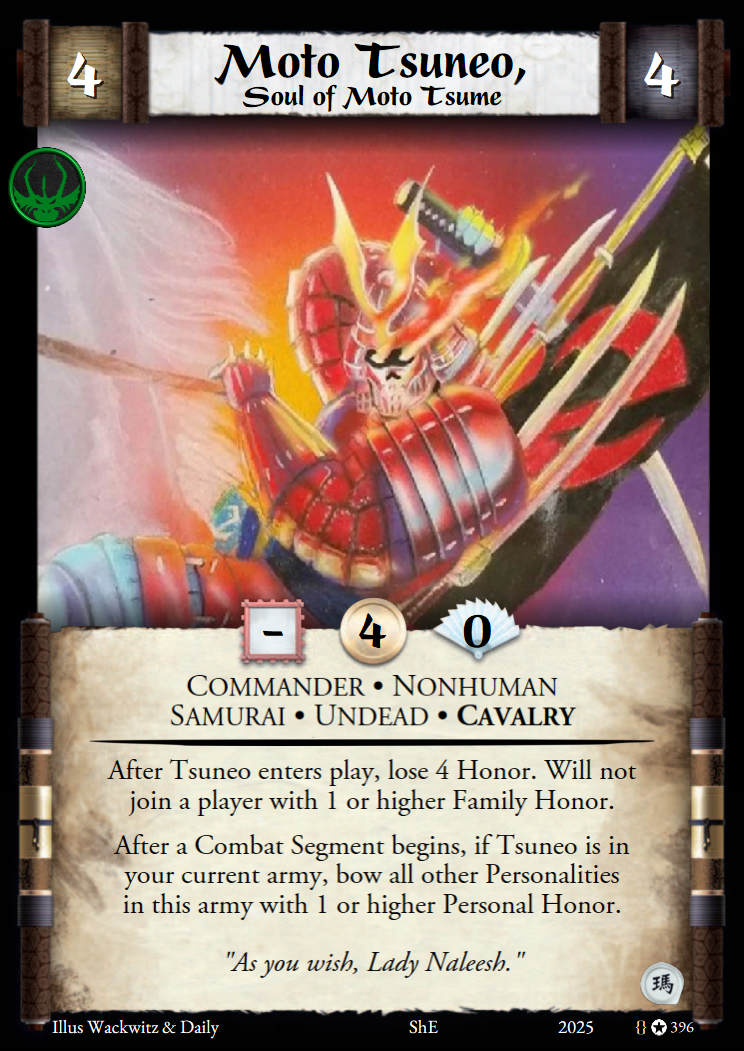 4
Moto Tsuneo,
4
Soul of Moto Tsume
-
4
0
COMMANDER • NONHUMAN
SAMURAI • UNDEAD • CAVALRY
After Tsuneo enters play, lose 4 Honor. Will not
join a player with 1 or higher Family Honor.
After a Combat Segment begins, if Tsuneo is in
your current army, bow all other Personalities
in this army with 1 or higher Personal Honor.
"As you wish, Lady Naleesh."
瑪
Illus Wackwitz & Daily
ShE
2025
{} ✪ 396